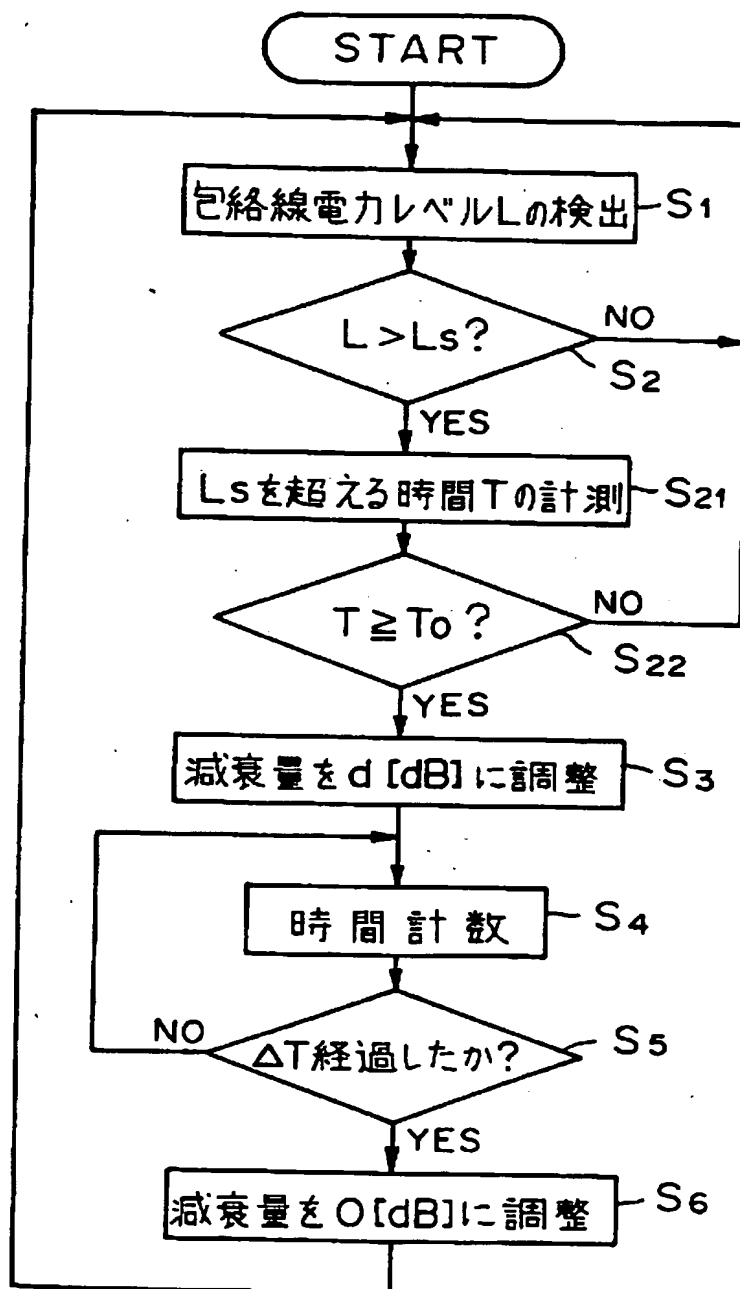 START
包絡線電力レベルLの検出
S1
L>Ls?
NO
S2
YES
Lsを超える時間Tの計測
S21
T≧To?
NO
S22
YES
減衰量をd[dB]に調整
S3
時間計数
S4
NO
ΔT経過したか?
S5
YES
減衰量をO[dB]に調整
S6